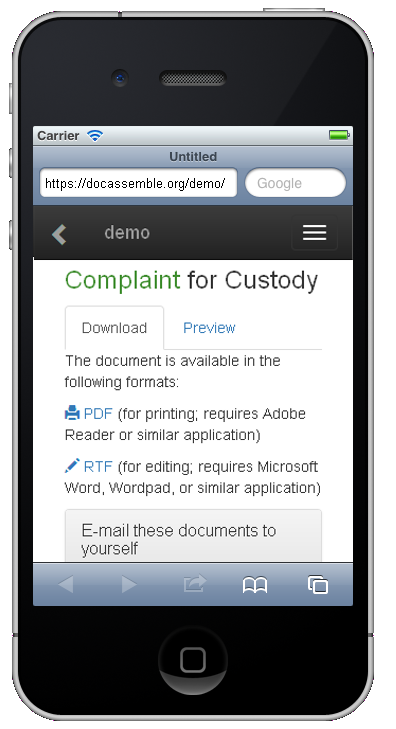 Carrier
Untitled
https://docassemble.org/demo/ Google
demo
Complaint for Custody
Download Preview
The document is available in the
following formats:
PDF (for printing; requires Adobe
Reader or similar application)
RTF (for editing; requires Microsoft
Word, Wordpad, or similar application)
E-mail these documents to
yourself